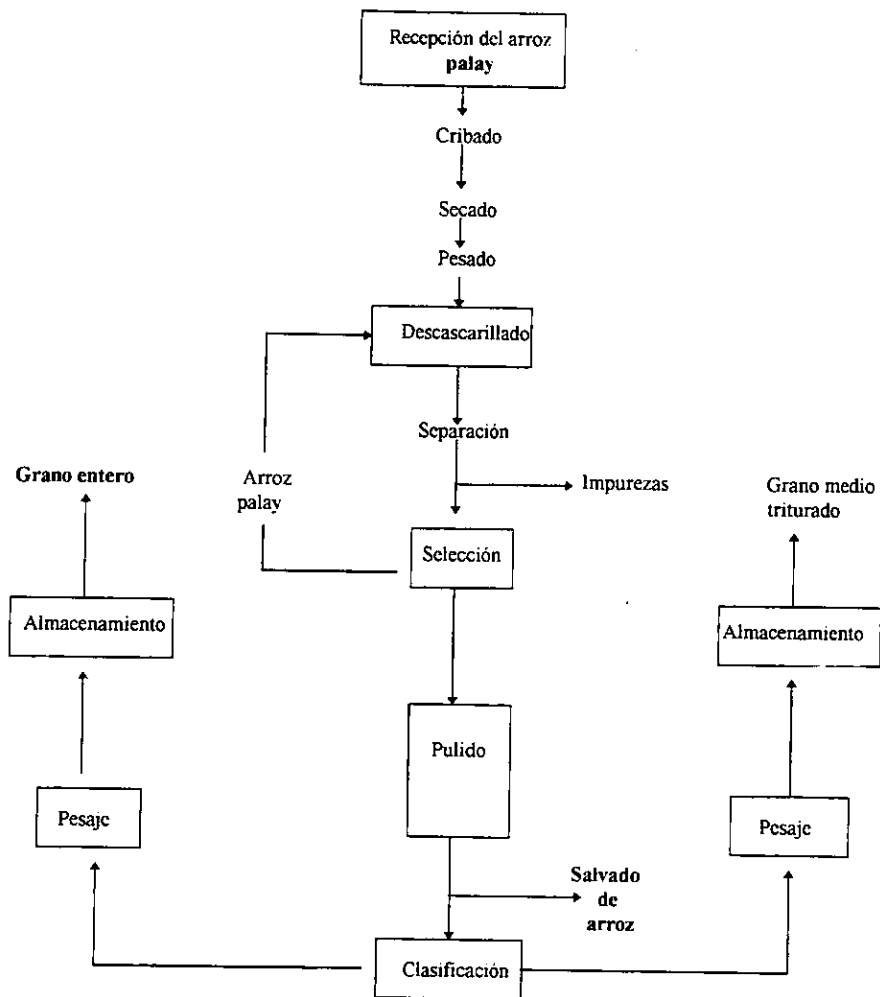 Recepción del arroz
palay
Cribado
Secado
Pesado
Descascarillado
Separación
Impurezas
Arroz
palay
Selección
Grano entero
Almacenamiento
Pesaje
Grano medio
triturado
Almacenamiento
Pesaje
Pulido
Salvado
de
arroz
Clasificación